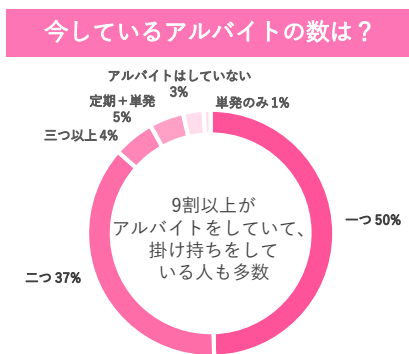 今しているアルバイトの数は？
アルバイトはしていない
3%
定期＋単発
5%
単発のみ 1%
三つ以上 4%
9割以上が
アルバイトをしていて、
掛け持ちをして
いる人も多数
一つ 50%
二つ 37%